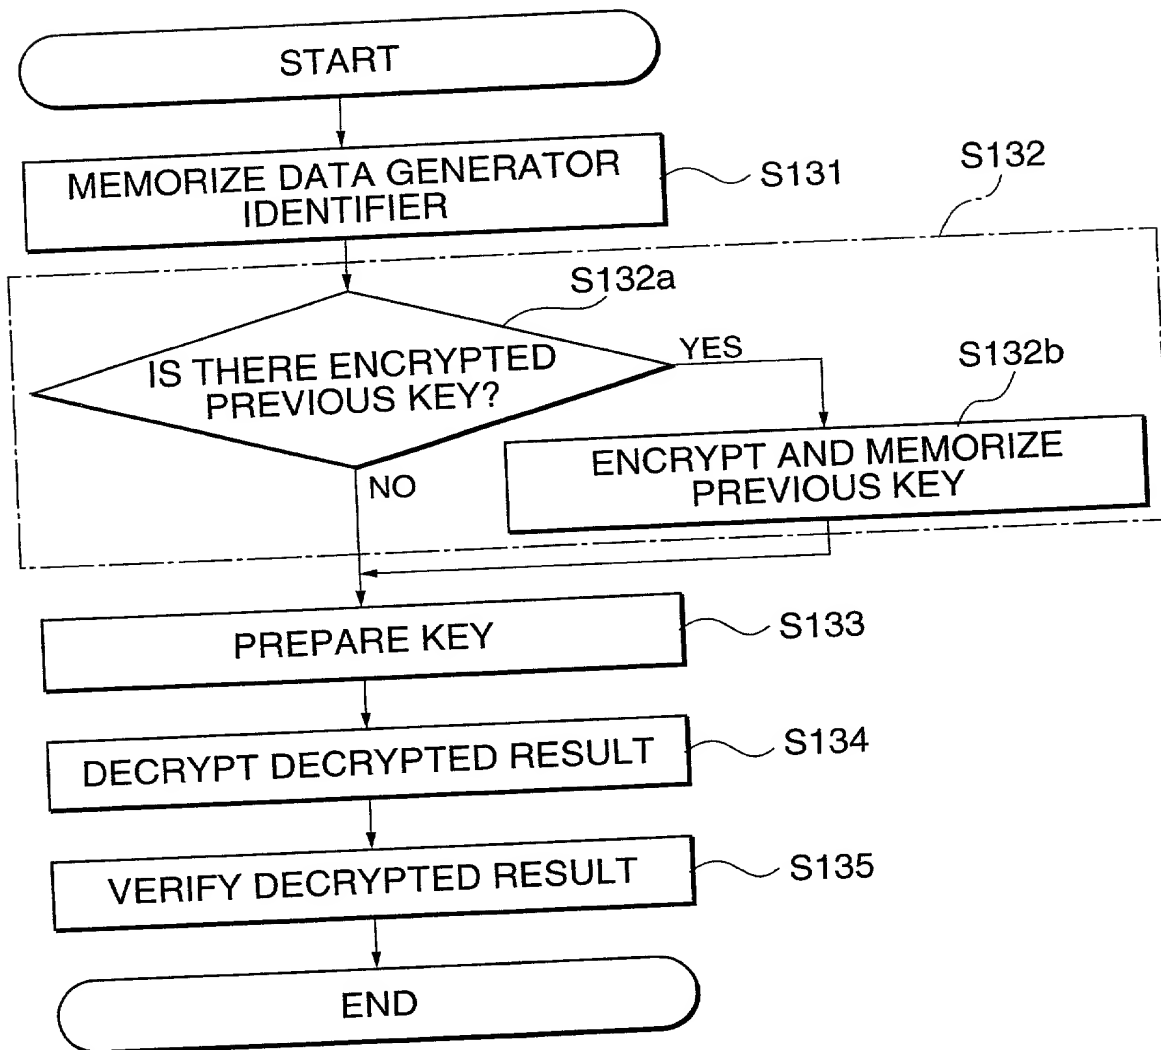 START
MEMORIZE DATA GENERATOR
IDENTIFIER
S131
S132
S132a
IS THERE ENCRYPTED
PREVIOUS KEY?
YES
NO
S132b
ENCRYPT AND MEMORIZE
PREVIOUS KEY
PREPARE KEY
S133
DECRYPT DECRYPTED RESULT
S134
VERIFY DECRYPTED RESULT
S135
END